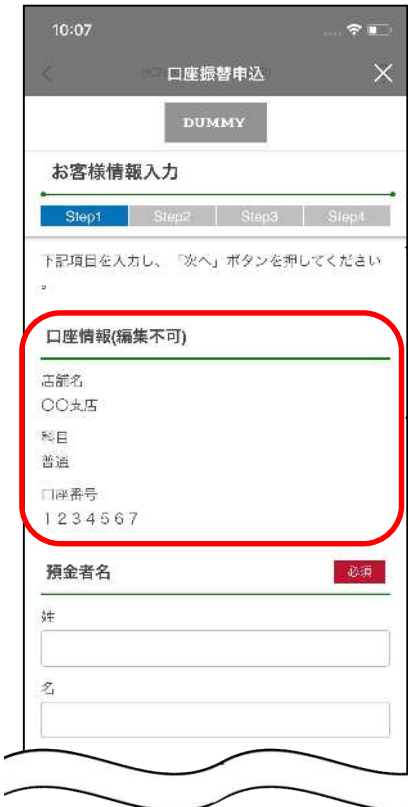 10:07
口座振替申込
DUMMY
お客様情報入力
Step1 Step2 Step3 Step4
下記項目を入力し、「次へ」ボタンを押してください
。
口座情報(編集不可)
店舗名
〇〇支店
科目
普通
口座番号
１２３４５６７
預金者名 必須
姓
名